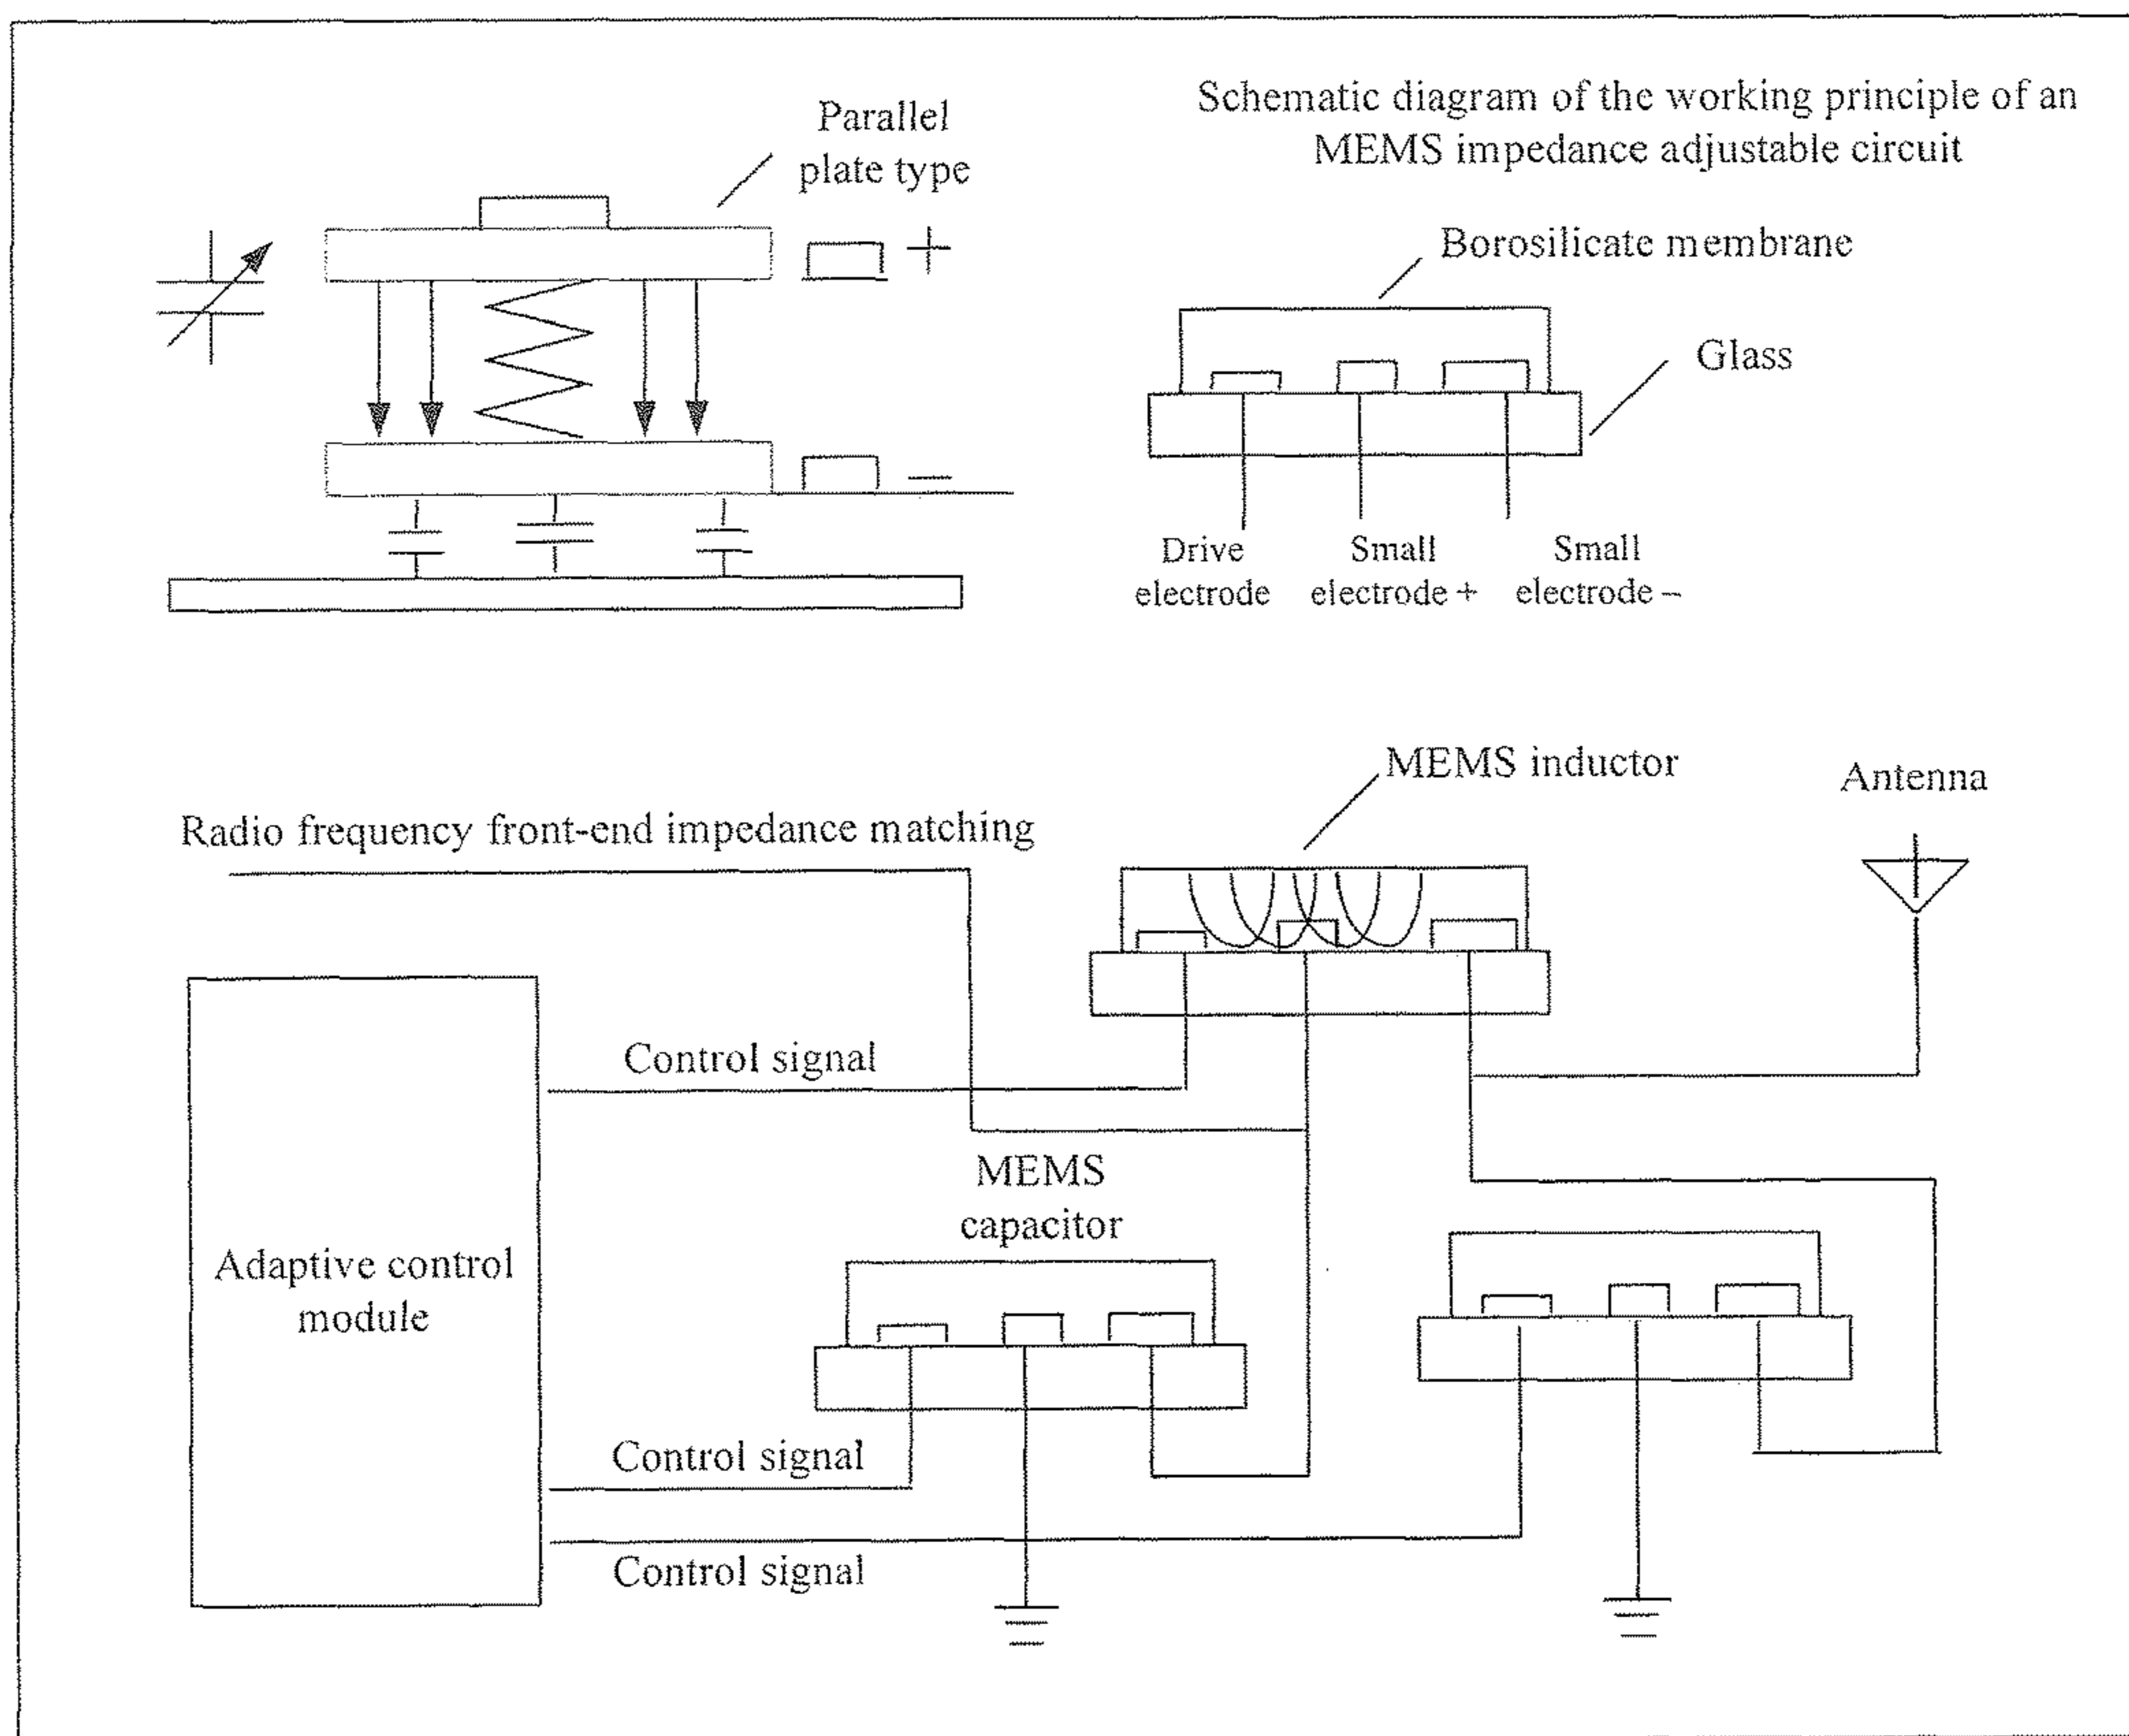 Schematic diagram of the working principle of an
MEMS impedance adjustable circuit
Parallel
plate type
+
−
Borosilicate membrane
Glass
Drive
electrode
Small
electrode +
Small
electrode −
MEMS inductor
Antenna
Radio frequency front-end impedance matching
Control signal
MEMS
capacitor
Adaptive control
module
Control signal
Control signal